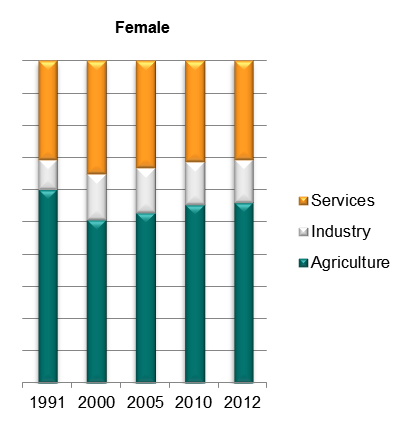 Female
Services
Industry
Agriculture
1991 2000 2005 2010 2012